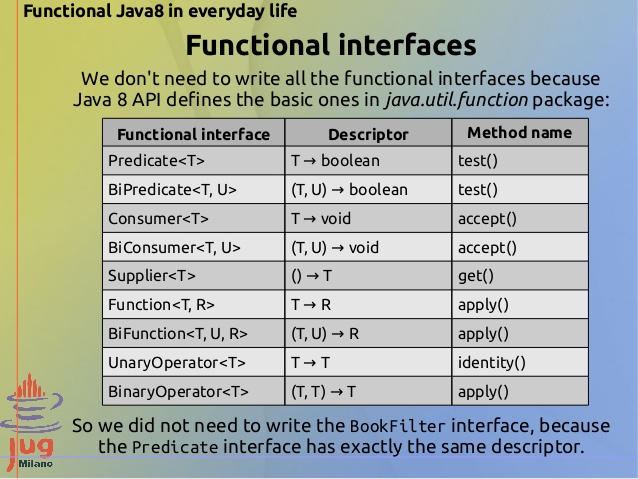 Functional Java8 in everyday life
Functional interfaces
We don't need to write all the functional interfaces because
Java 8 API defines the basic ones in java.util.function package:
Functional interface Descriptor Method name
Predicate<T> T → boolean test()
BiPredicate<T, U> (T, U) → boolean test()
Consumer<T> T → void accept()
BiConsumer<T, U> (T, U) → void accept()
Supplier<T> () → T get()
Function<T, R> T → R apply()
BiFunction<T, U, R> (T, U) → R apply()
UnaryOperator<T> T → T identity()
BinaryOperator<T> (T, T) → T apply()
So we did not need to write the BookFilter interface, because
the Predicate interface has exactly the same descriptor.
jug
Milano